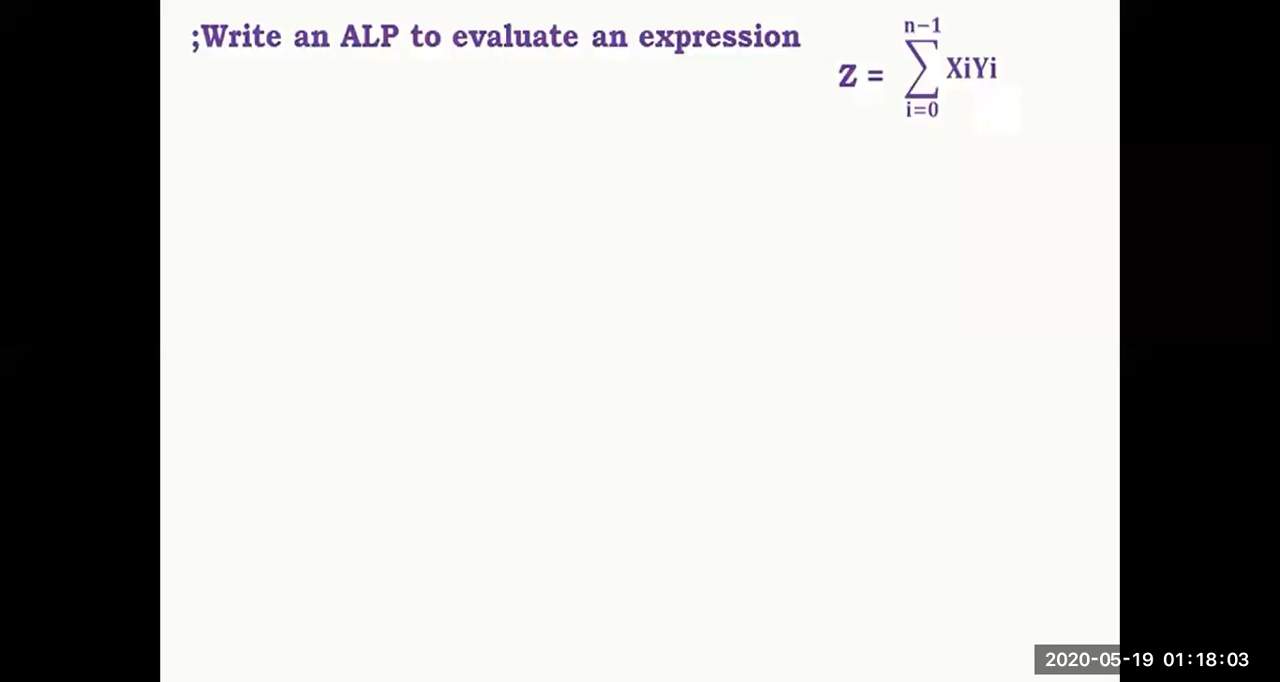 ;Write an ALP to evaluate an expression
n-1
Z = ∑ XiYi
i=0
2020-05-19 01:18:03